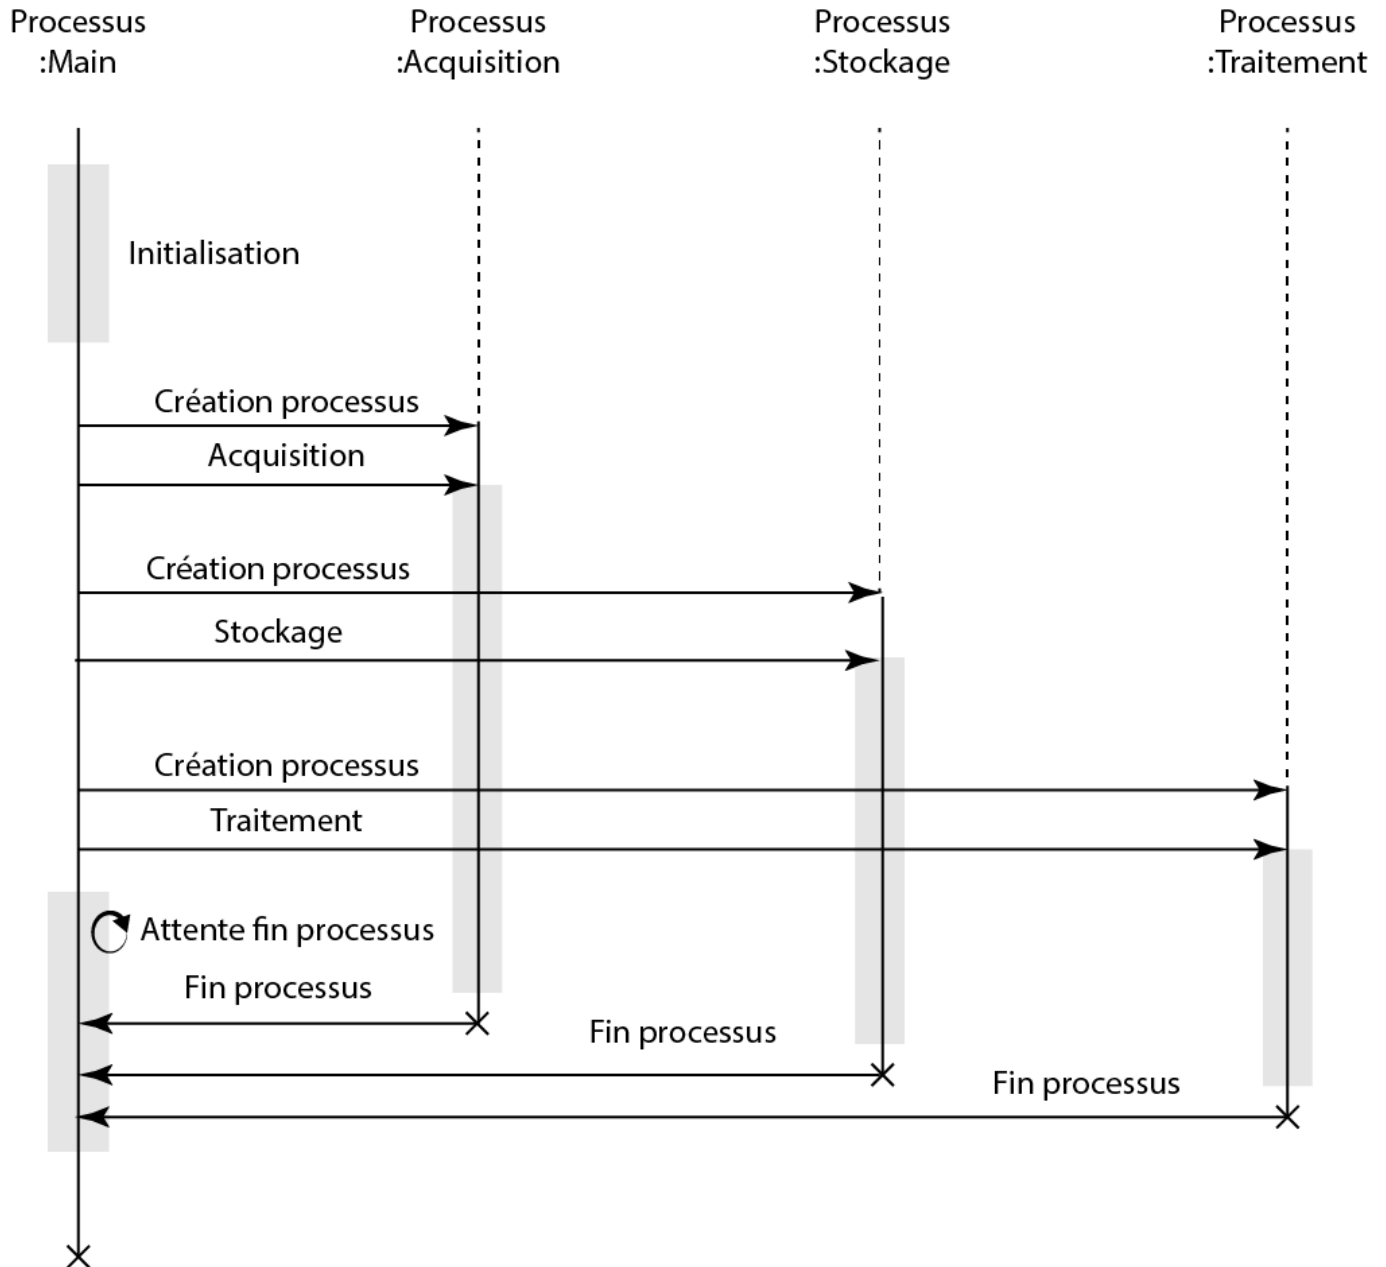 Processus
:Main
Processus
:Acquisition
Processus
:Stockage
Processus
:Traitement
Initialisation
Création processus
Acquisition
Création processus
Stockage
Création processus
Traitement
Attente fin processus
Fin processus
Fin processus
Fin processus